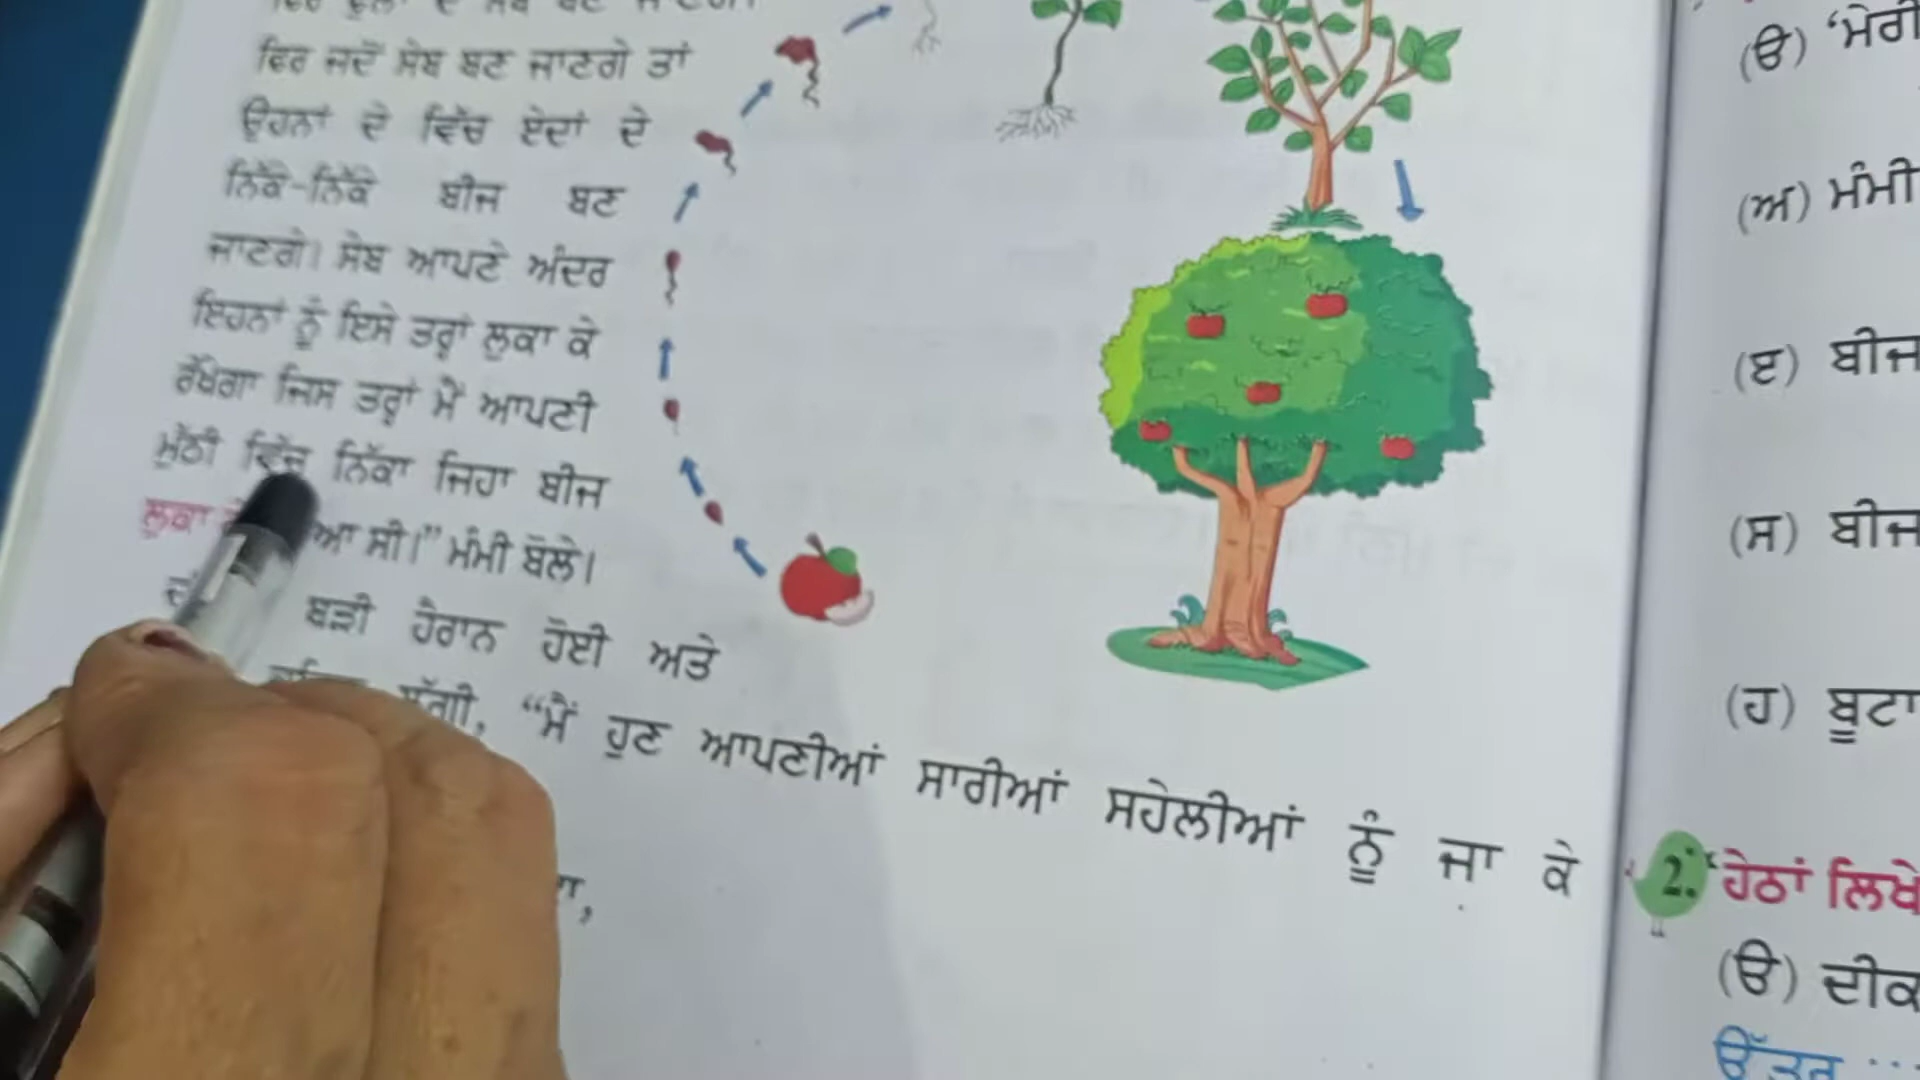 ਫਿਰ ਜਦੋਂ ਸੇਬ ਬਣ ਜਾਣਗੇ ਤਾਂ
ਉਹਨਾਂ ਦੇ ਵਿੱਚ ਏਦਾਂ ਦੇ
ਨਿੱਕੇ-ਨਿੱਕੇ ਬੀਜ ਬਣ
ਜਾਣਗੇ। ਸੇਬ ਆਪਣੇ ਅੰਦਰ
ਇਹਨਾਂ ਨੂੰ ਇਸੇ ਤਰ੍ਹਾਂ ਲੁਕਾ ਕੇ
ਰੱਖੇਗਾ ਜਿਸ ਤਰ੍ਹਾਂ ਮੈਂ ਆਪਣੀ
ਮੁੱਠੀ ਵਿੱਚ ਨਿੱਕਾ ਜਿਹਾ ਬੀਜ
ਲੁਕਾ ਸੀ।” ਮੰਮੀ ਬੋਲੇ।
ਬੜੀ ਹੈਰਾਨ ਹੋਈ ਅਤੇ
“ਮੈਂ ਹੁਣ ਆਪਣੀਆਂ ਸਾਰੀਆਂ ਸਹੇਲੀਆਂ ਨੂੰ ਜਾ ਕੇ
(ੳ) ‘ਮੇਰੀ
(ਅ) ਮੰਮੀ
(ੲ) ਬੀਜ
(ਸ) ਬੀਜ
(ਹ) ਬੂਟਾ
2. ਹੇਠਾਂ ਲਿਖੇ
(ੳ) ਦੀਕ
ਉੱਤਰ